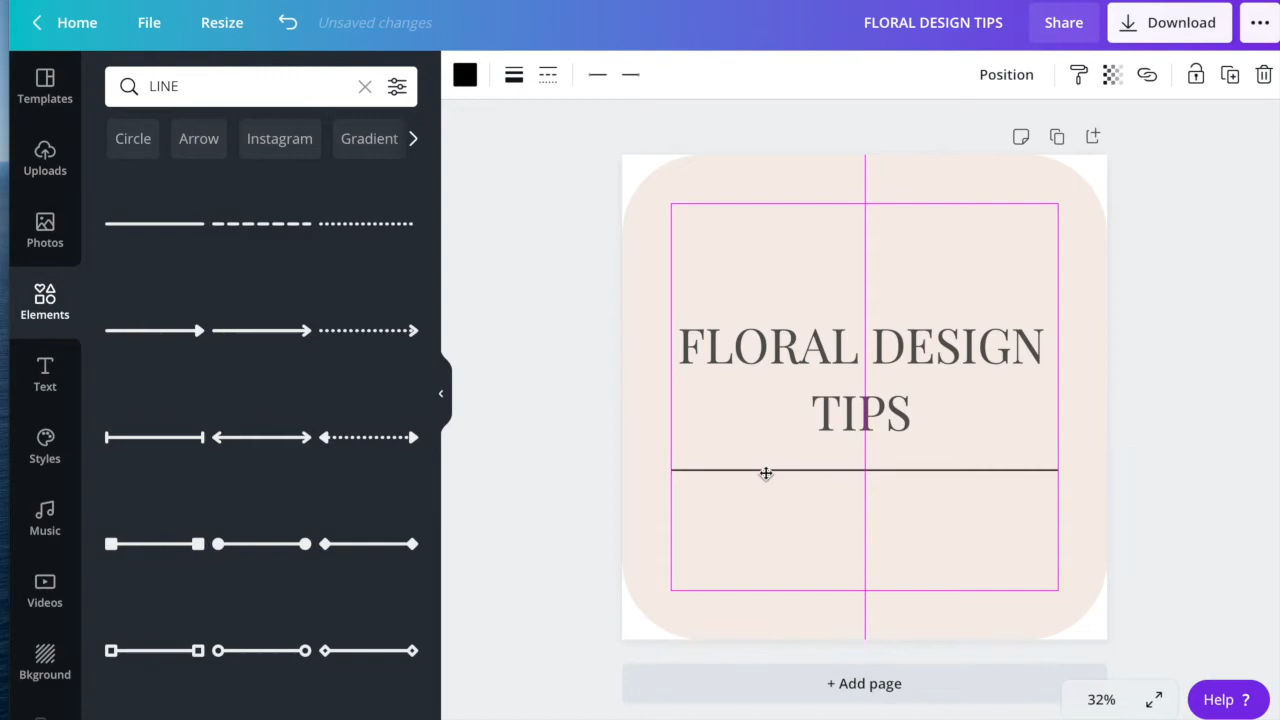 Home File Resize Unsaved changes FLORAL DESIGN TIPS Share Download
LINE
Position
Circle Arrow Instagram Gradient
Templates
Uploads
Photos
Elements
Text
Styles
Music
Videos
Bkground
FLORAL DESIGN
TIPS
+ Add page
32% Help ?